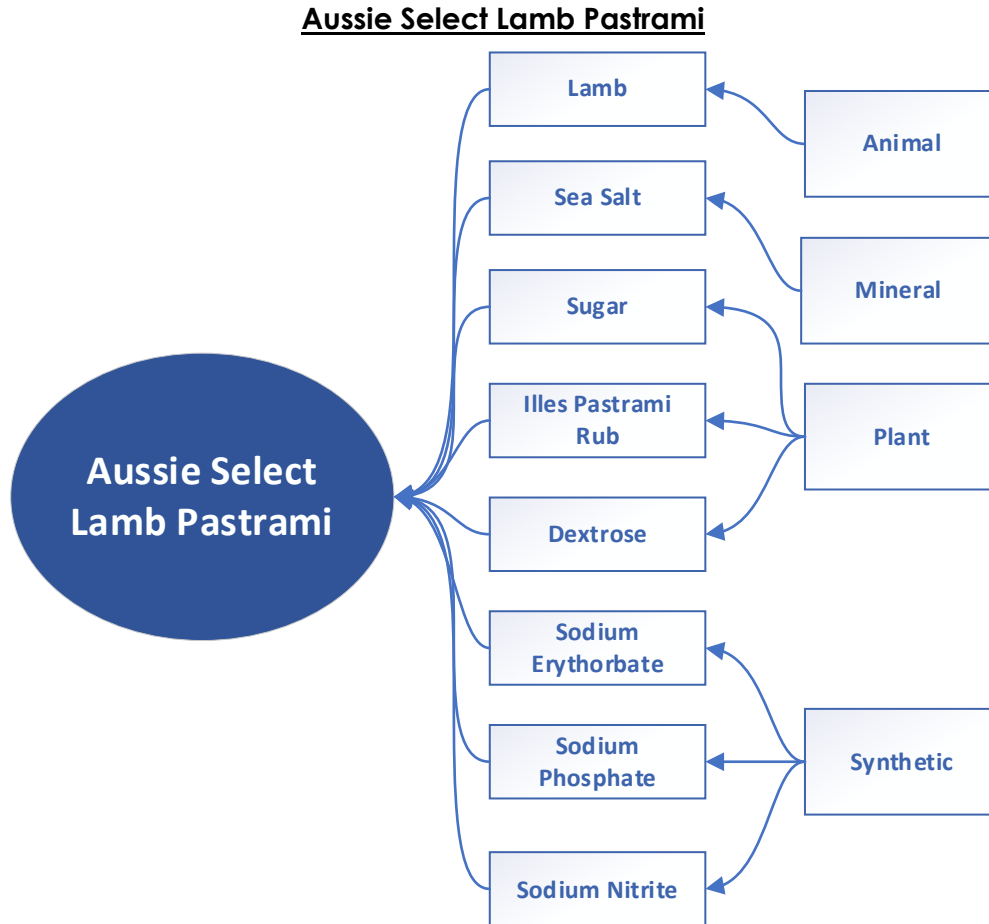 Aussie Select Lamb Pastrami
Lamb
Animal
Sea Salt
Mineral
Sugar
Illes Pastrami
Rub
Plant
Aussie Select
Lamb Pastrami
Dextrose
Sodium
Erythorbate
Sodium
Phosphate
Synthetic
Sodium Nitrite